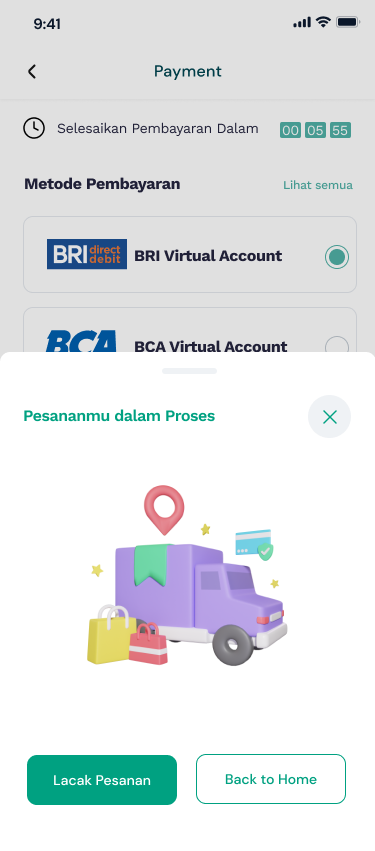 9:41
Payment
Selesaikan Pembayaran Dalam 00 05 55
Metode Pembayaran Lihat semua
BRI direct debit BRI Virtual Account
BCA BCA Virtual Account
Pesananmu dalam Proses
Lacak Pesanan Back to Home